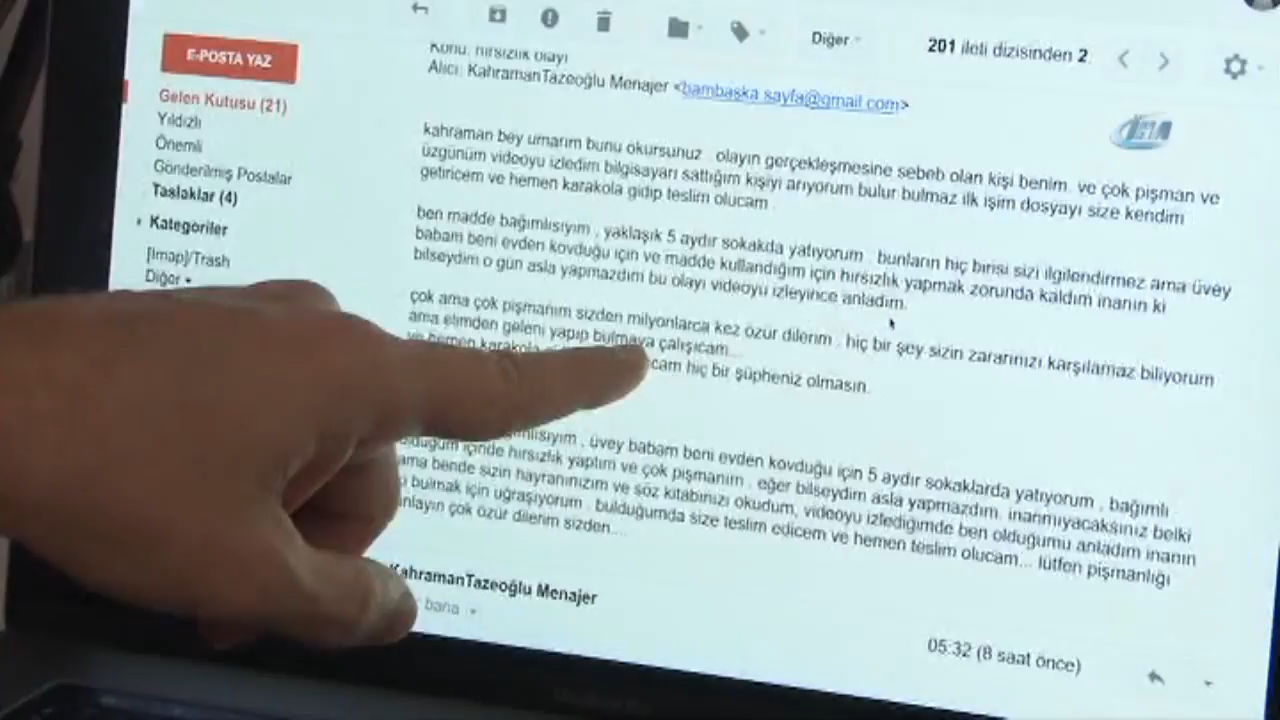 Diğer
201 ileti dizisinden 2.
E-POSTA YAZ
Gelen Kutusu (21)
Yıldızlı
Önemli
Gönderilmiş Postalar
Taslaklar (4)
Kategoriler
[Imap]/Trash
Diğer
Konu: hırsızlık olayı
Alıcı: KahramanTazeoğlu Menajer <bambaska.sayfa@gmail.com>
kahraman bey umarım bunu okursunuz . olayın gerçekleşmesine sebeb olan kişi benim. ve çok pişman ve
üzgünüm videoyu izledim bilgisayarı sattığım kişiyi arıyorum bulur bulmaz ilk işim dosyayı size kendim
getiricem ve hemen karakola gidip teslim olucam .
ben madde bağımlısıyım , yaklaşık 5 aydır sokakda yatıyorum . bunların hiç birisi sizi ilgilendirmez ama üvey
babam beni evden kovduğu için ve madde kullandığım için hırsızlık yapmak zorunda kaldım inanın ki
bilseydim o gün asla yapmazdım bu olayı videoyu izleyince anladım.
çok ama çok pişmanım sizden milyonlarca kez özür dilerim . hiç bir şey sizin zararınızı karşılamaz biliyorum
ama elimden geleni yapıp bulmaya çalışıcam...
ve hemen karakola hiç bir şüpheniz olmasın.
üvey babam beni evden kovduğu için 5 aydır sokaklarda yatıyorum , bağımlı
olduğum içinde hırsızlık yaptım ve çok pişmanım , eğer bilseydim asla yapmazdım. inanmıyacaksınız belki
ama bende sizin hayranınızım ve söz kitabınızı okudum, videoyu izlediğimde ben olduğumu anladım inanın
bulmak için uğraşıyorum . bulduğumda size teslim edicem ve hemen teslim olucam... lütfen pişmanlığı
anlayın çok özür dilerim sizden....
KahramanTazeoğlu Menajer
bana
05:32 (8 saat önce)